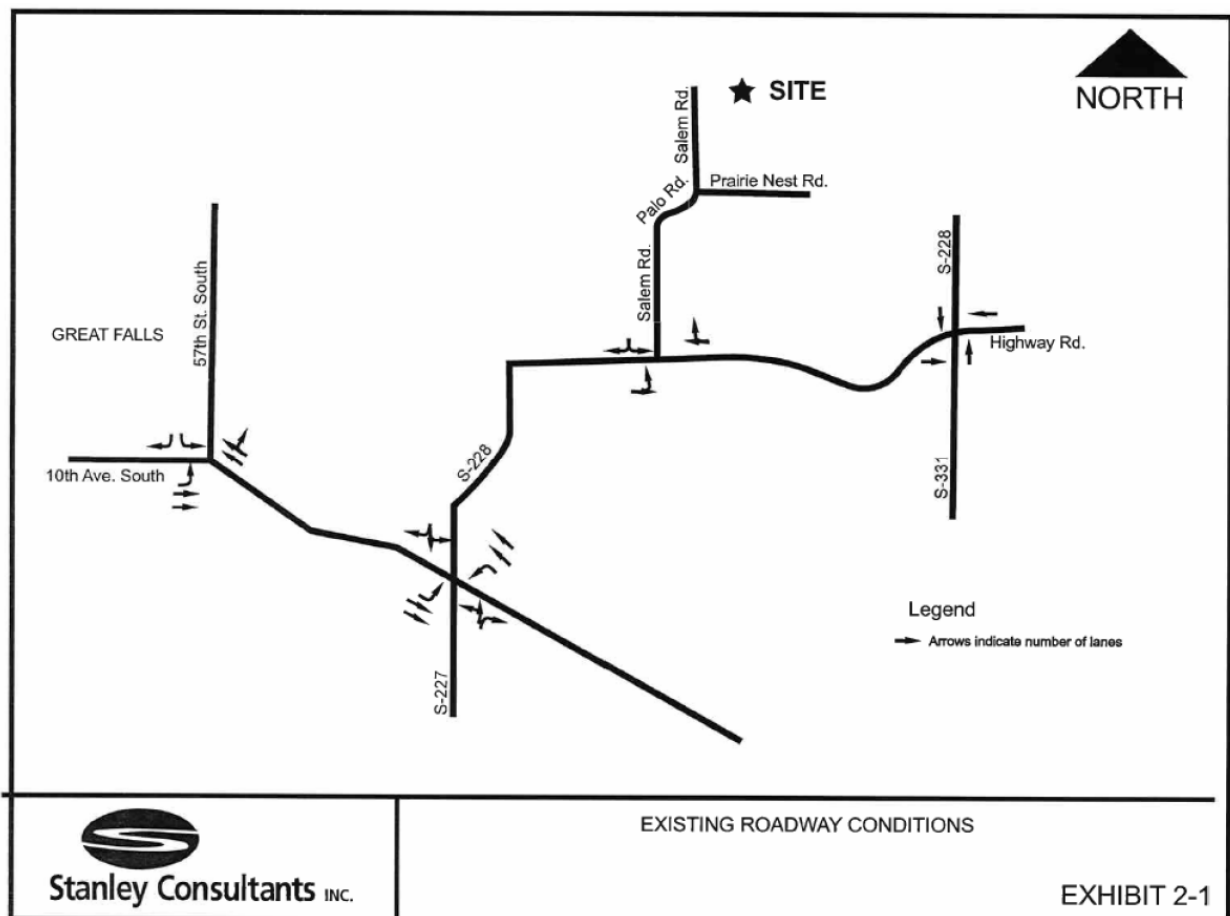 SITE
NORTH
Salem Rd.
Prairie Nest Rd.
Palo Rd.
Salem Rd.
57th St. South
GREAT FALLS
S-228
Highway Rd.
10th Ave. South
S-228
S-331
Legend
Arrows indicate number of lanes
S-227
EXISTING ROADWAY CONDITIONS
Stanley Consultants INC.
EXHIBIT 2-1